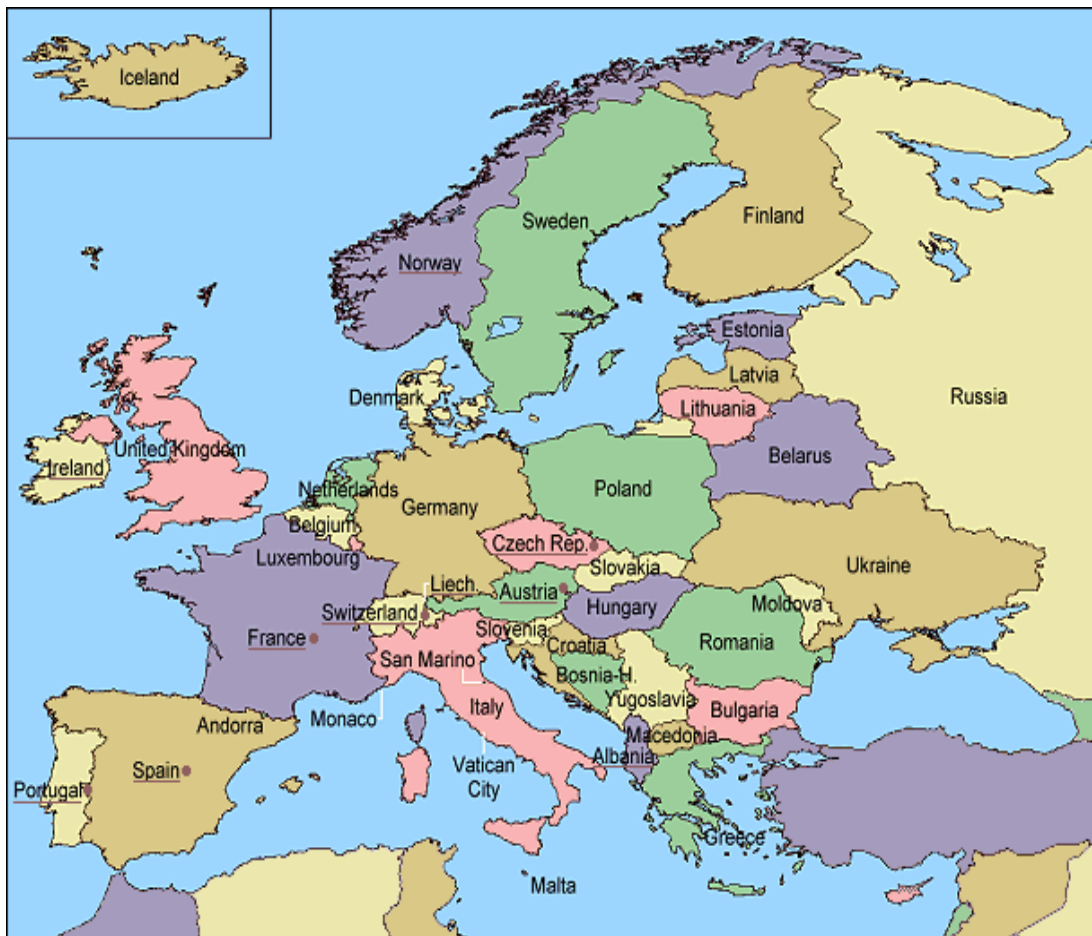 Iceland
Sweden
Finland
Norway
Estonia
Latvia
Denmark
Lithuania
Russia
United Kingdom
Ireland
Belarus
Netherlands
Poland
Germany
Belgium
Czech Rep.
Luxembourg
Slovakia
Ukraine
Liech.
Austria
Switzerland
Hungary
Moldova
Slovenia
France
Croatia
Romania
San Marino
Bosnia-H.
Yugoslavia
Italy
Bulgaria
Monaco
Andorra
Macedonia
Albania
Vatican
City
Spain
Portugal
Greece
Malta